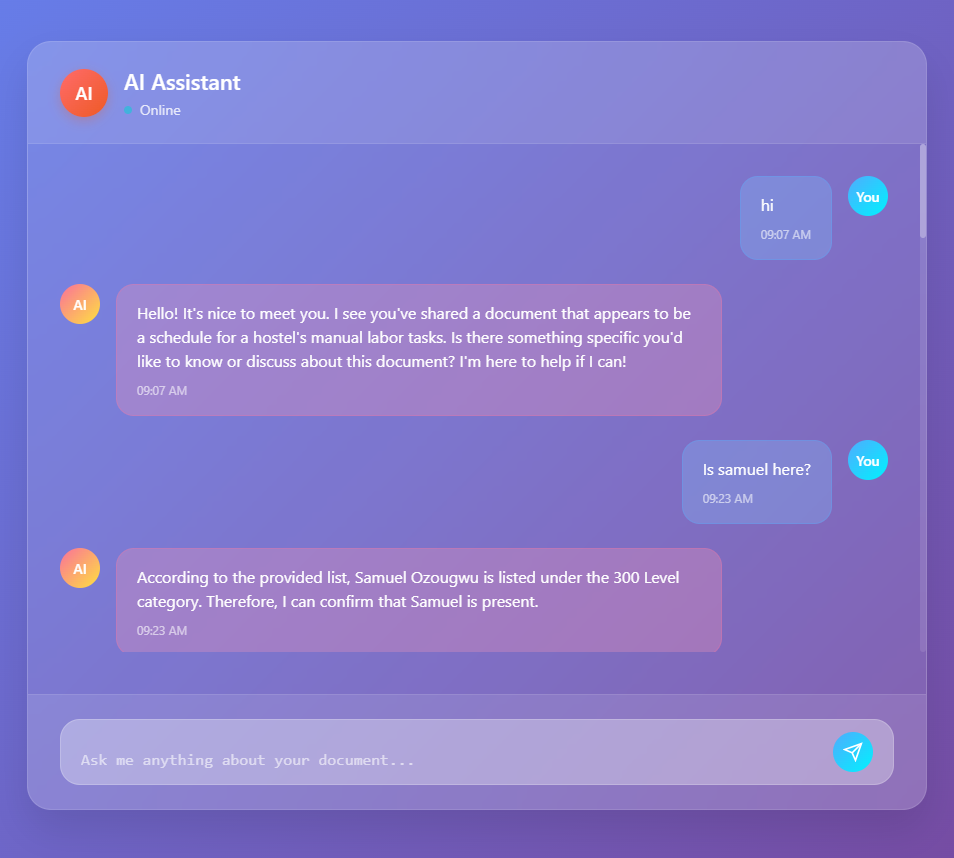 AI
AI Assistant
Online
hi
09:07 AM
You
AI
Hello! It's nice to meet you. I see you've shared a document that appears to be
a schedule for a hostel's manual labor tasks. Is there something specific you'd
like to know or discuss about this document? I'm here to help if I can!
09:07 AM
Is samuel here?
09:23 AM
You
AI
According to the provided list, Samuel Ozougwu is listed under the 300 Level
category. Therefore, I can confirm that Samuel is present.
09:23 AM
Ask me anything about your document...